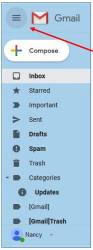 Gmail
Compose
Inbox
Starred
Important
Sent
Drafts
Spam
Trash
Categories
Updates
[Gmail]
[Gmail]Trash
Nancy